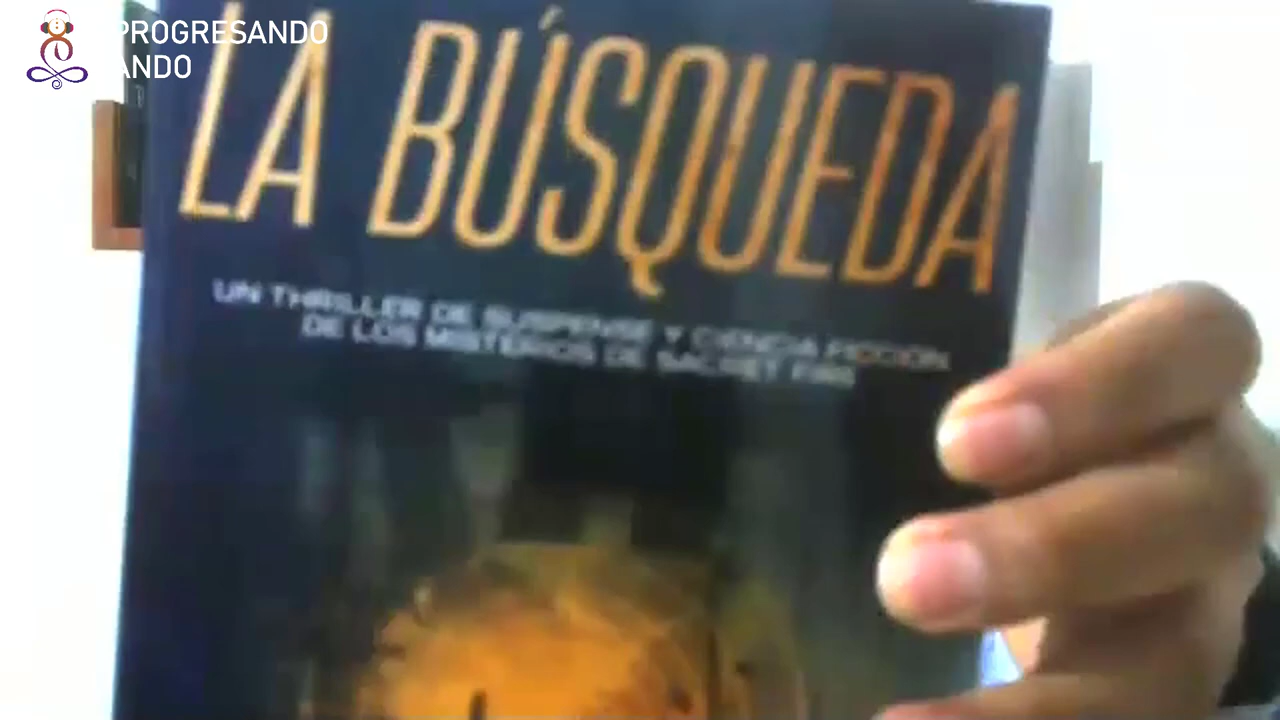 PROGRESANDO
ANDO
LA BÚSQUEDA
UN THRILLER DE SUSPENSE Y CIENCIA FICCIÓN
DE LOS MISTERIOS DE